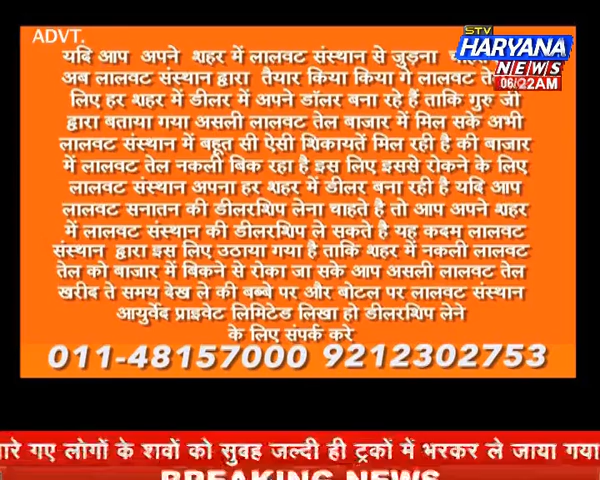 ADVT.
STV
HARYANA
NEWS
06:22AM
यदि आप अपने शहर में लालवट संस्थान से जुड़ना
अब लालवट संस्थान द्वारा तैयार किया किया गे लालवट
लिए हर शहर में डीलर में अपने डॉलर बना रहे हैं ताकि गुरु जी
द्वारा बताया गया असली लालवट तेल बाजार में मिल सके अभी
लालवट संस्थान में बहूत सी ऐसी शिकायतें मिल रही है की बाजार
में लालवट तेल नकली बिक रहा है इस लिए इससे रोकने के लिए
लालवट संस्थान अपना हर शहर में डीलर बना रही है यदि आप
लालवट सनातन की डीलरशिप लेना चाहते है तो आप अपने शहर
में लालवट संस्थान की डीलरशिप ले सकते है यह कदम लालवट
संस्थान द्वारा इस लिए उठाया गया है ताकि शहर में नकली लालवट
तेल को बाजार में बिकने से रोका जा सके आप असली लालवट तेल
खरीद ते समय देख ले की बब्बे पर और बोटल पर लालवट संस्थान
आयुर्वेद प्राइवेट लिमिटेड लिखा हो डीलरशिप लेने
के लिए संपर्क करे
011-48157000 9212302753
ारे गए लोगों के शवों को सुबह जल्दी ही ट्रकों में भरकर ले जाया गया
BREAKING NEWS